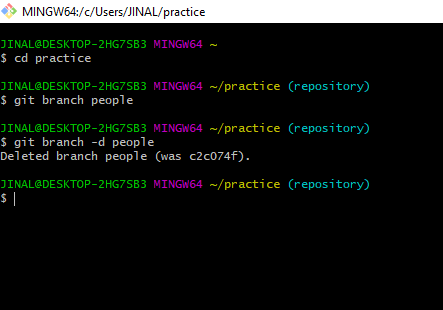 MINGW64:/c/Users/JINAL/practice
JINAL@DESKTOP-2HG7SB3 MINGW64 ~
$ cd practice
JINAL@DESKTOP-2HG7SB3 MINGW64 ~/practice (repository)
$ git branch people
JINAL@DESKTOP-2HG7SB3 MINGW64 ~/practice (repository)
$ git branch -d people
Deleted branch people (was c2c074f).
JINAL@DESKTOP-2HG7SB3 MINGW64 ~/practice (repository)
$